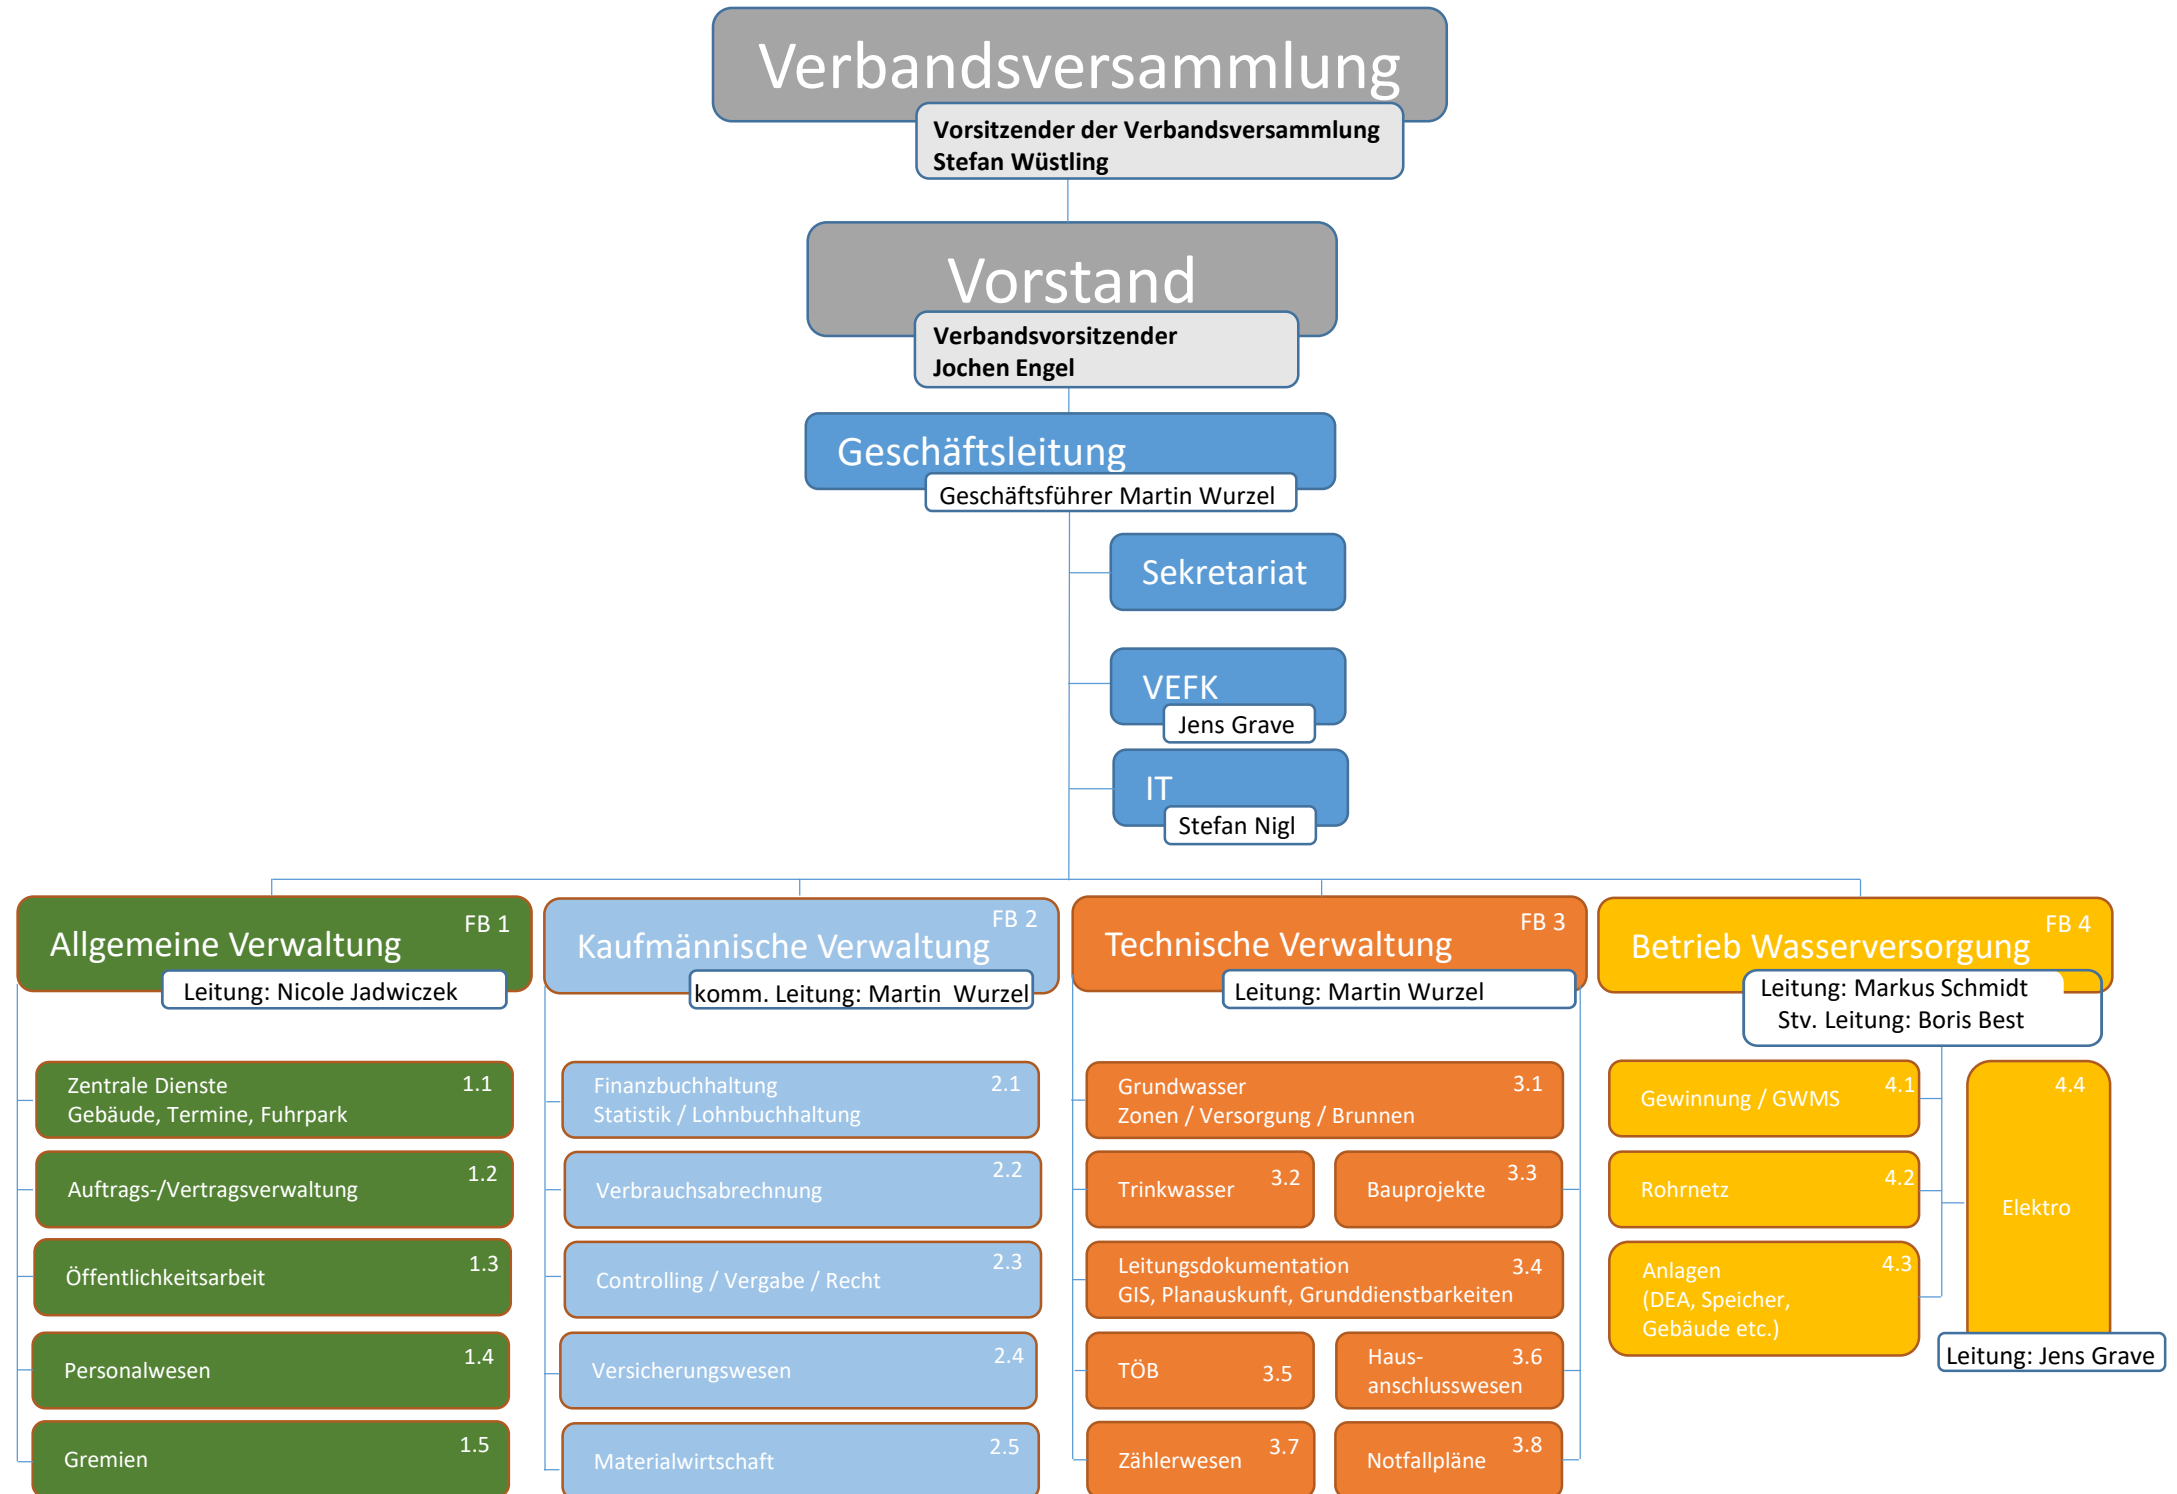 Verbandsversammlung
Vorsitzender der Verbandsversammlung
Stefan Wüstling
Vorstand
Verbandsvorsitzender
Jochen Engel
Geschäftsleitung
Geschäftsführer Martin Wurzel
Sekretariat
VEFK
Jens Grave
IT
Stefan Nigl
Allgemeine Verwaltung
FB 1
Leitung: Nicole Jadwiczek
Zentrale Dienste
Gebäude, Termine, Fuhrpark
1.1
Auftrags-/Vertragsverwaltung
1.2
Öffentlichkeitsarbeit
1.3
Personalwesen
1.4
Gremien
1.5
Kaufmännische Verwaltung
FB 2
komm. Leitung: Martin  Wurzel
Finanzbuchhaltung
Statistik / Lohnbuchhaltung
2.1
Verbrauchsabrechnung
2.2
Controlling / Vergabe / Recht
2.3
Versicherungswesen
2.4
Materialwirtschaft
2.5
Technische Verwaltung
FB 3
Leitung: Martin Wurzel
Grundwasser
Zonen / Versorgung / Brunnen
3.1
Trinkwasser
3.2
Bauprojekte
3.3
Leitungsdokumentation
GIS, Planauskunft, Grunddienstbarkeiten
3.4
TÖB
3.5
Haus-
anschlusswesen
3.6
Zählerwesen
3.7
Notfallpläne
3.8
Betrieb Wasserversorgung
FB 4
Leitung: Markus Schmidt
Stv. Leitung: Boris Best
Gewinnung / GWMS
4.1
Rohrnetz
4.2
Anlagen
(DEA, Speicher,
Gebäude etc.)
4.3
4.4
Elektro
Leitung: Jens Grave